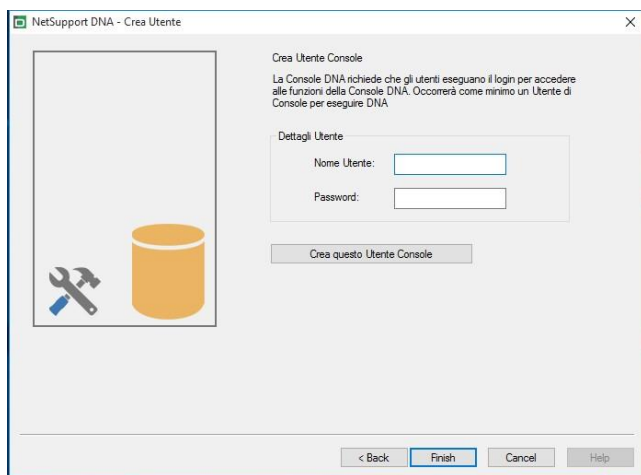 NetSupport DNA - Crea Utente
Crea Utente Console
La Console DNA richiede che gli utenti eseguano il login per accedere
alle funzioni della Console DNA. Occorrerà come minimo un Utente di
Console per eseguire DNA
Dettagli Utente
Nome Utente:
Password:
Crea questo Utente Console
< Back Finish Cancel Help